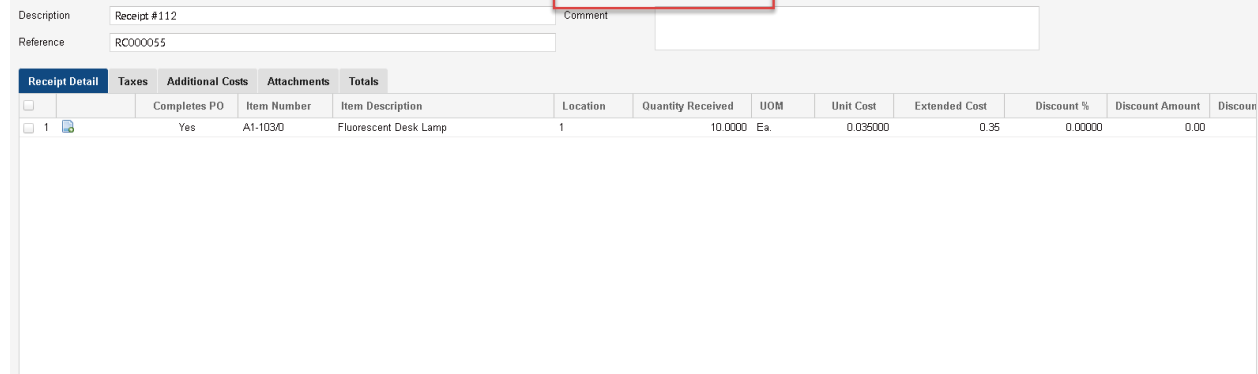 Description Receipt #112 Comment
Reference RC000055
Receipt Detail Taxes Additional Costs Attachments Totals
Completes PO Item Number Item Description Location Quantity Received UOM Unit Cost Extended Cost Discount % Discount Amount Discoun
1 Yes A1-103/0 Fluorescent Desk Lamp 1 10.0000 Ea. 0.035000 0.35 0.00000 0.00